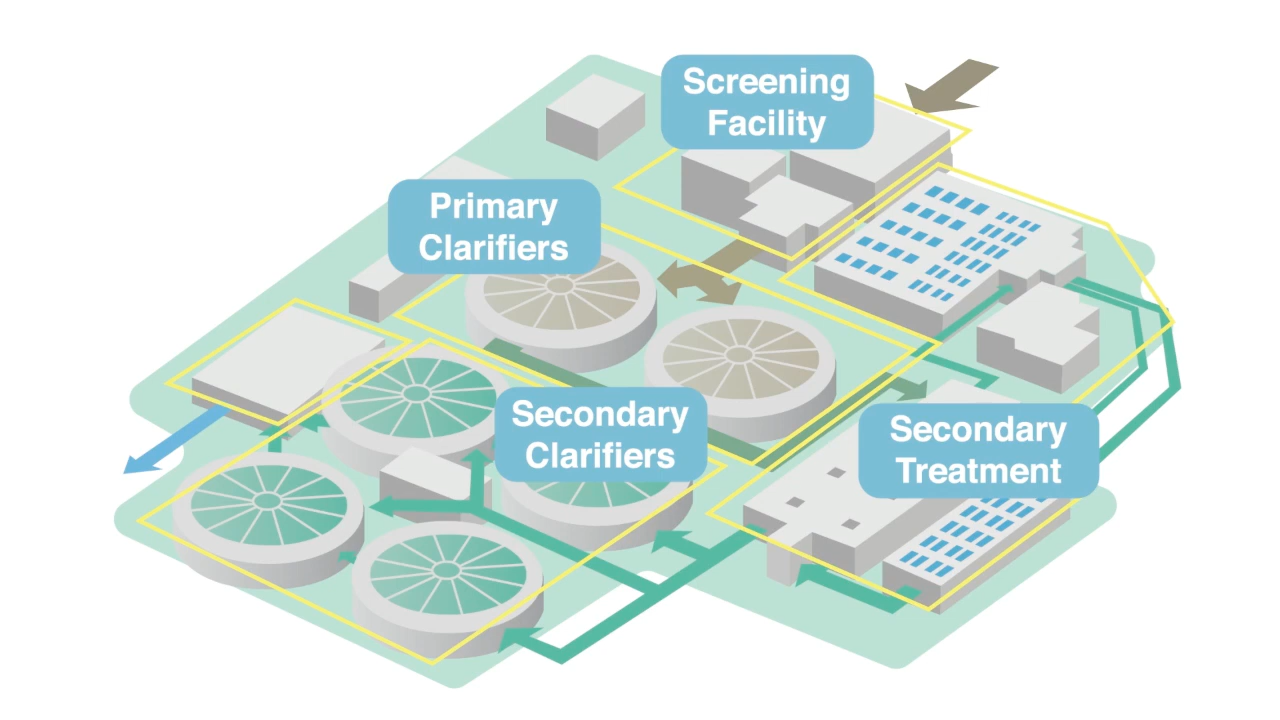 Screening
Facility
Primary
Clarifiers
Secondary
Clarifiers
Secondary
Treatment